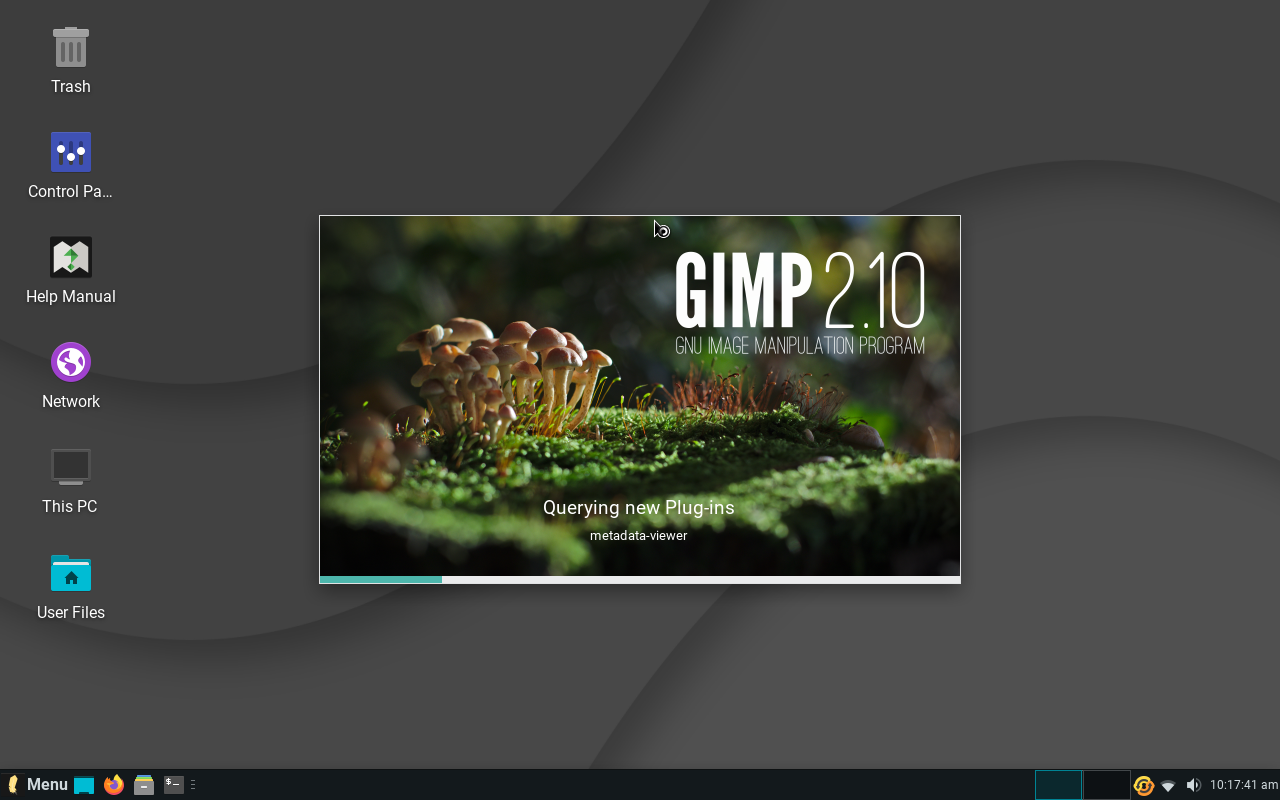 Trash
Control Pa...
Help Manual
Network
This PC
User Files
GIMP 2.10
GNU IMAGE MANIPULATION PROGRAM
Querying new Plug-ins
metadata-viewer
Menu
$-
10:17:41 am